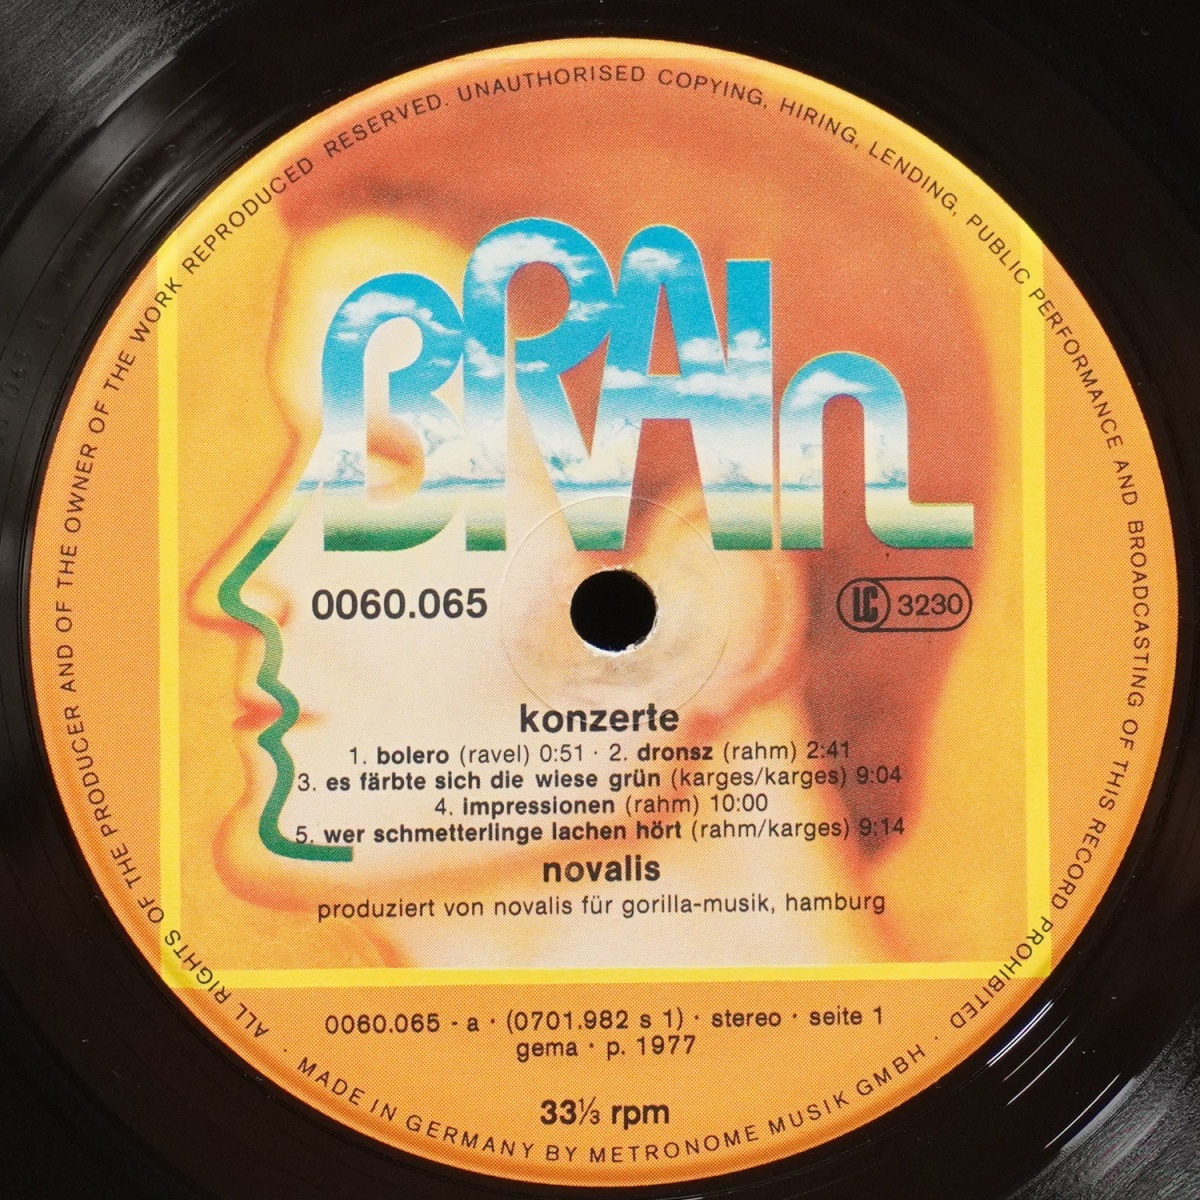 ALL RIGHTS OF THE PRODUCER AND OF THE OWNER OF THE WORK REPRODUCED RESERVED. UNAUTHORISED COPYING, HIRING, LENDING, PUBLIC PERFORMANCE AND BROADCASTING OF THIS RECORD PROHIBITED
BRAIn
0060.065
LC 3230
konzerte
1. bolero (ravel) 0:51 · 2. dronsz (rahm) 2:41
3. es färbte sich die wiese grün (karges/karges) 9:04
4. impressionen (rahm) 10:00
5. wer schmetterlinge lachen hört (rahm/karges) 9:14
novalis
produziert von novalis für gorilla-musik, hamburg
0060.065 - a · (0701.982 s 1) · stereo · seite 1
gema · p. 1977
33⅓ rpm
· MADE IN GERMANY BY METRONOME MUSIK GMBH ·